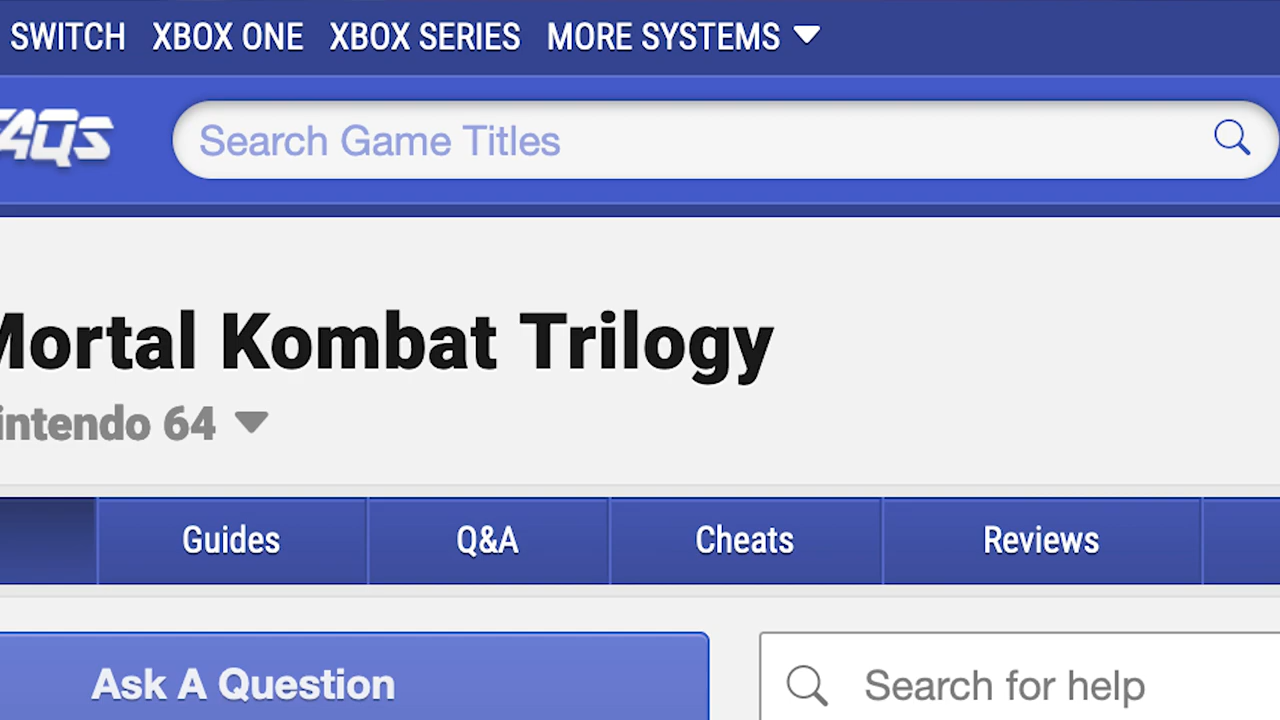 SWITCH XBOX ONE XBOX SERIES MORE SYSTEMS
AQs Search Game Titles
Mortal Kombat Trilogy
intendo 64
Guides Q&A Cheats Reviews
Ask A Question Search for help